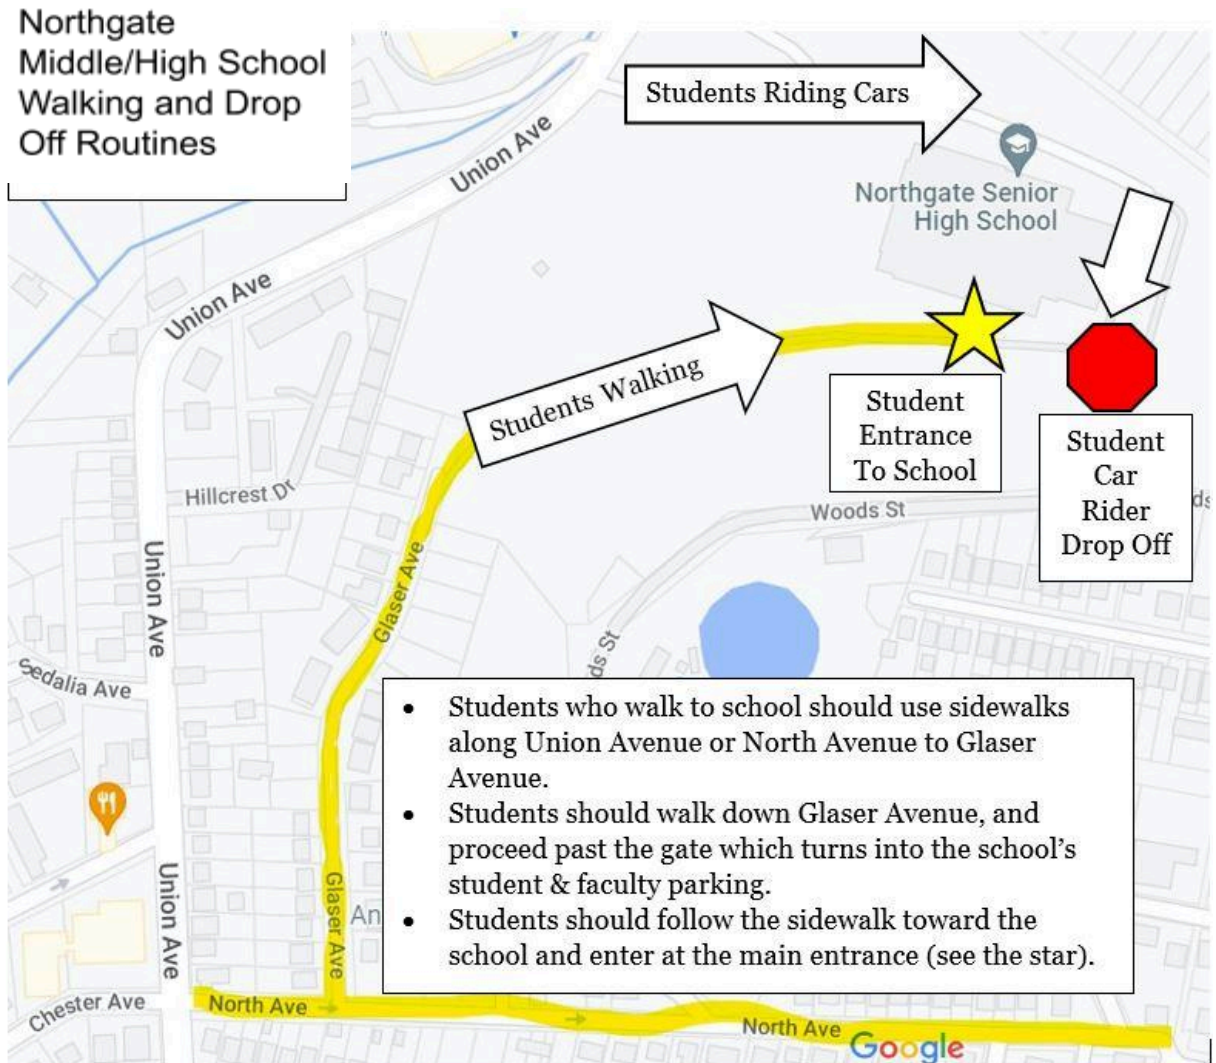 Northgate
Middle/High School
Walking and Drop
Off Routines
Students Riding Cars
Union Ave
Northgate Senior
High School
Union Ave
Students Walking
Student
Entrance
To School
Student
Car
Rider
Drop Off
Hillcrest Dr
Woods St
ds
Union Ave
Glaser Ave
ds St
Sedalia Ave
• Students who walk to school should use sidewalks
along Union Avenue or North Avenue to Glaser
Avenue.
• Students should walk down Glaser Avenue, and
proceed past the gate which turns into the school’s
student & faculty parking.
• Students should follow the sidewalk toward the
school and enter at the main entrance (see the star).
Union Ave
Glaser Ave
An
Chester Ave
North Ave
North Ave
Google